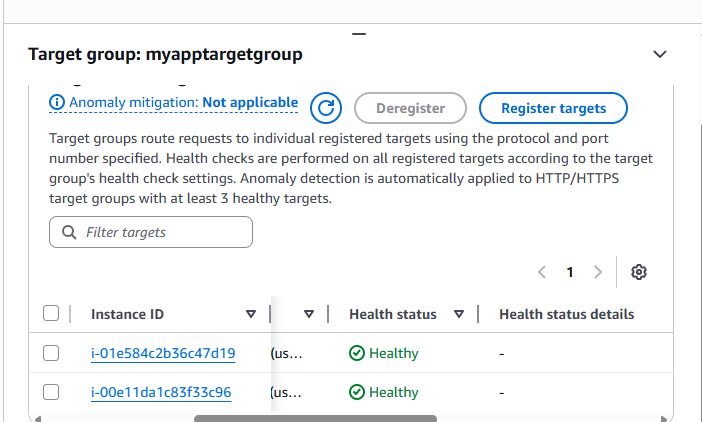 Target group: myapptargetgroup
Anomaly mitigation: Not applicable
Deregister
Register targets
Target groups route requests to individual registered targets using the protocol and port
number specified. Health checks are performed on all registered targets according to the target
group's health check settings. Anomaly detection is automatically applied to HTTP/HTTPS
target groups with at least 3 healthy targets.
Filter targets
1
Instance ID Health status Health status details
i-01e584c2b36c47d19 (us... Healthy -
i-00e11da1c83f33c96 (us... Healthy -